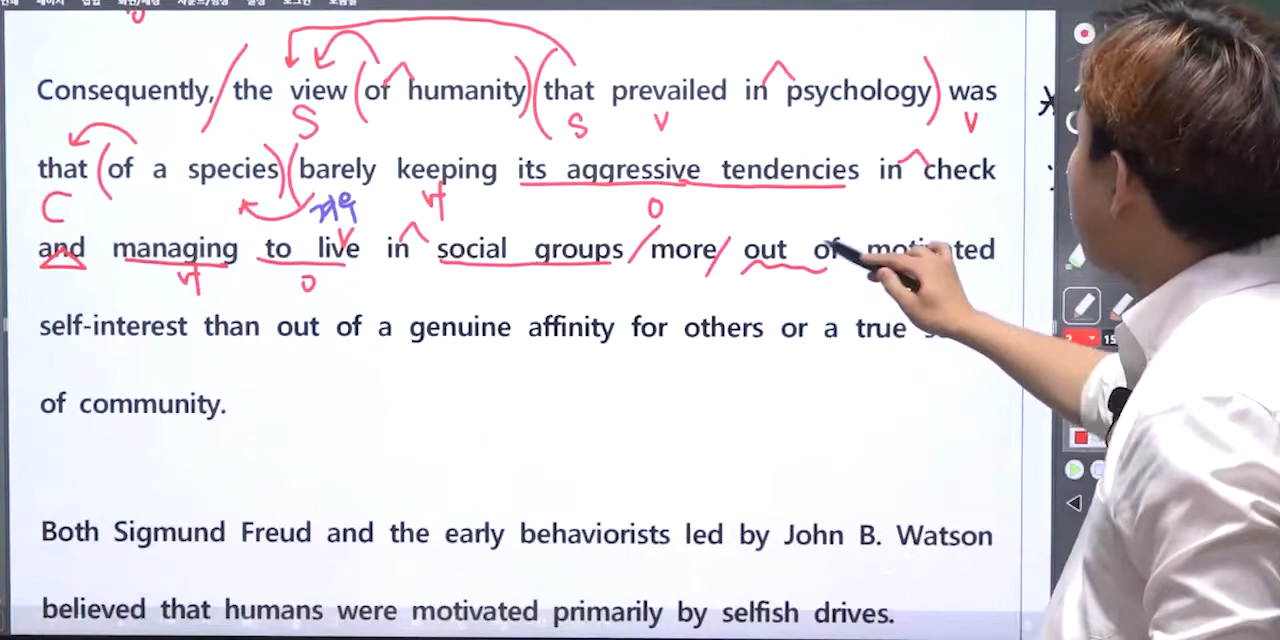 Consequently, the view of humanity that prevailed in psychology was
S S V V
that of a species barely keeping its aggressive tendencies in check
C 겨우 O
and managing to live in social groups more out of motivated
O
self-interest than out of a genuine affinity for others or a true
of community.
Both Sigmund Freud and the early behaviorists led by John B. Watson
believed that humans were motivated primarily by selfish drives.